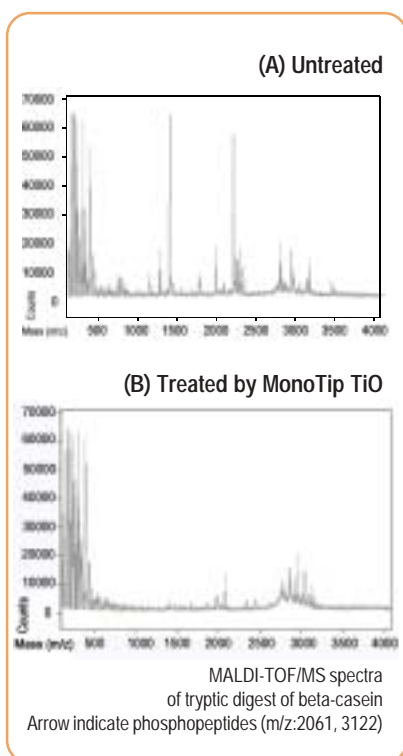 (A) Untreated
70000
60000
50000
40000
30000
20000
10000
0
Counts
Mass (m/z)
500 1000 1500 2000 2500 3000 3500 4000
(B) Treated by MonoTip TiO
70000
60000
50000
40000
30000
20000
10000
0
Counts
Mass (m/z)
500 1000 1500 2000 2500 3000 3500 4000
MALDI-TOF/MS spectra
of tryptic digest of beta-casein
Arrow indicate phosphopeptides (m/z:2061, 3122)